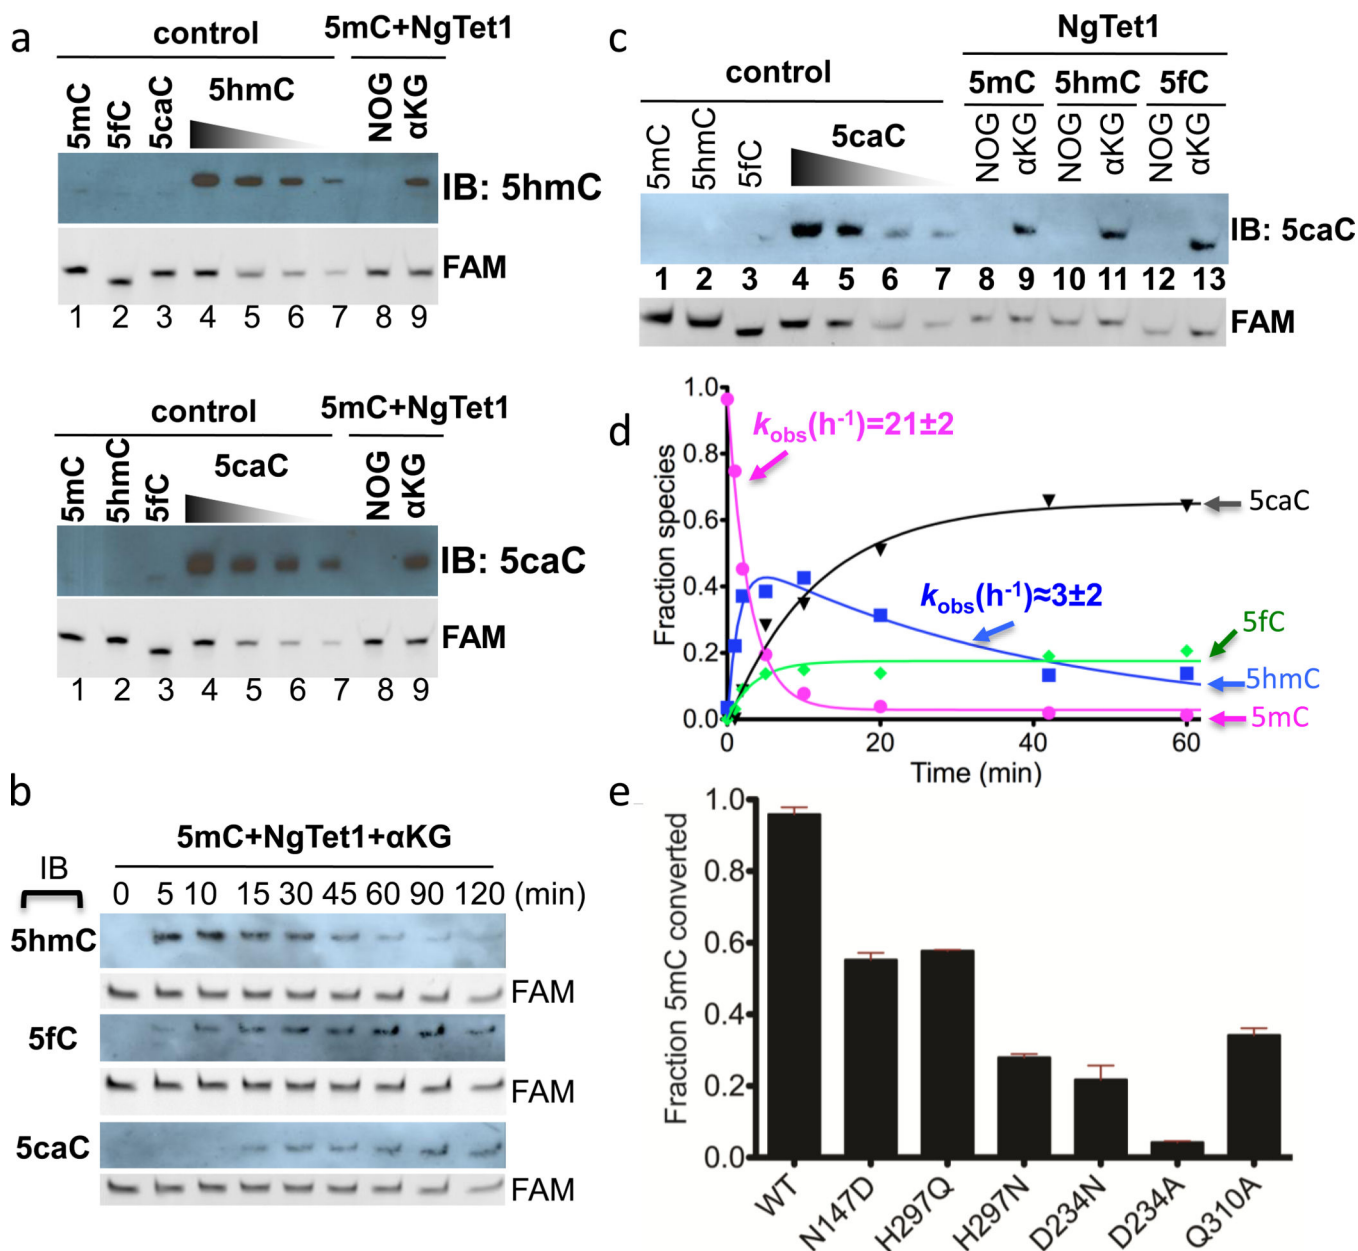 a
control
5mC+NgTet1
5mC
5fC
5caC
5hmC
NOG
αKG
IB: 5hmC
FAM
1 2 3 4 5 6 7 8 9
control
5mC+NgTet1
5mC
5hmC
5fC
5caC
NOG
αKG
IB: 5caC
FAM
1 2 3 4 5 6 7 8 9
b
5mC+NgTet1+αKG
IB
0 5 10 15 30 45 60 90 120 (min)
5hmC
FAM
5fC
FAM
5caC
FAM
c
NgTet1
control
5mC 5hmC 5fC
5mC
5hmC
5fC
5caC
NOG
αKG
NOG
αKG
NOG
αKG
IB: 5caC
1 2 3 4 5 6 7 8 9 10 11 12 13
FAM
d
Fraction species
1.0
0.8
0.6
0.4
0.2
0.0
kobs(h-1)=21±2
kobs(h-1)≈3±2
5caC
5fC
5hmC
5mC
0 20 40 60
Time (min)
e
Fraction 5mC converted
1.0
0.8
0.6
0.4
0.2
0.0
WT
N147D
H297Q
H297N
D234N
D234A
Q310A